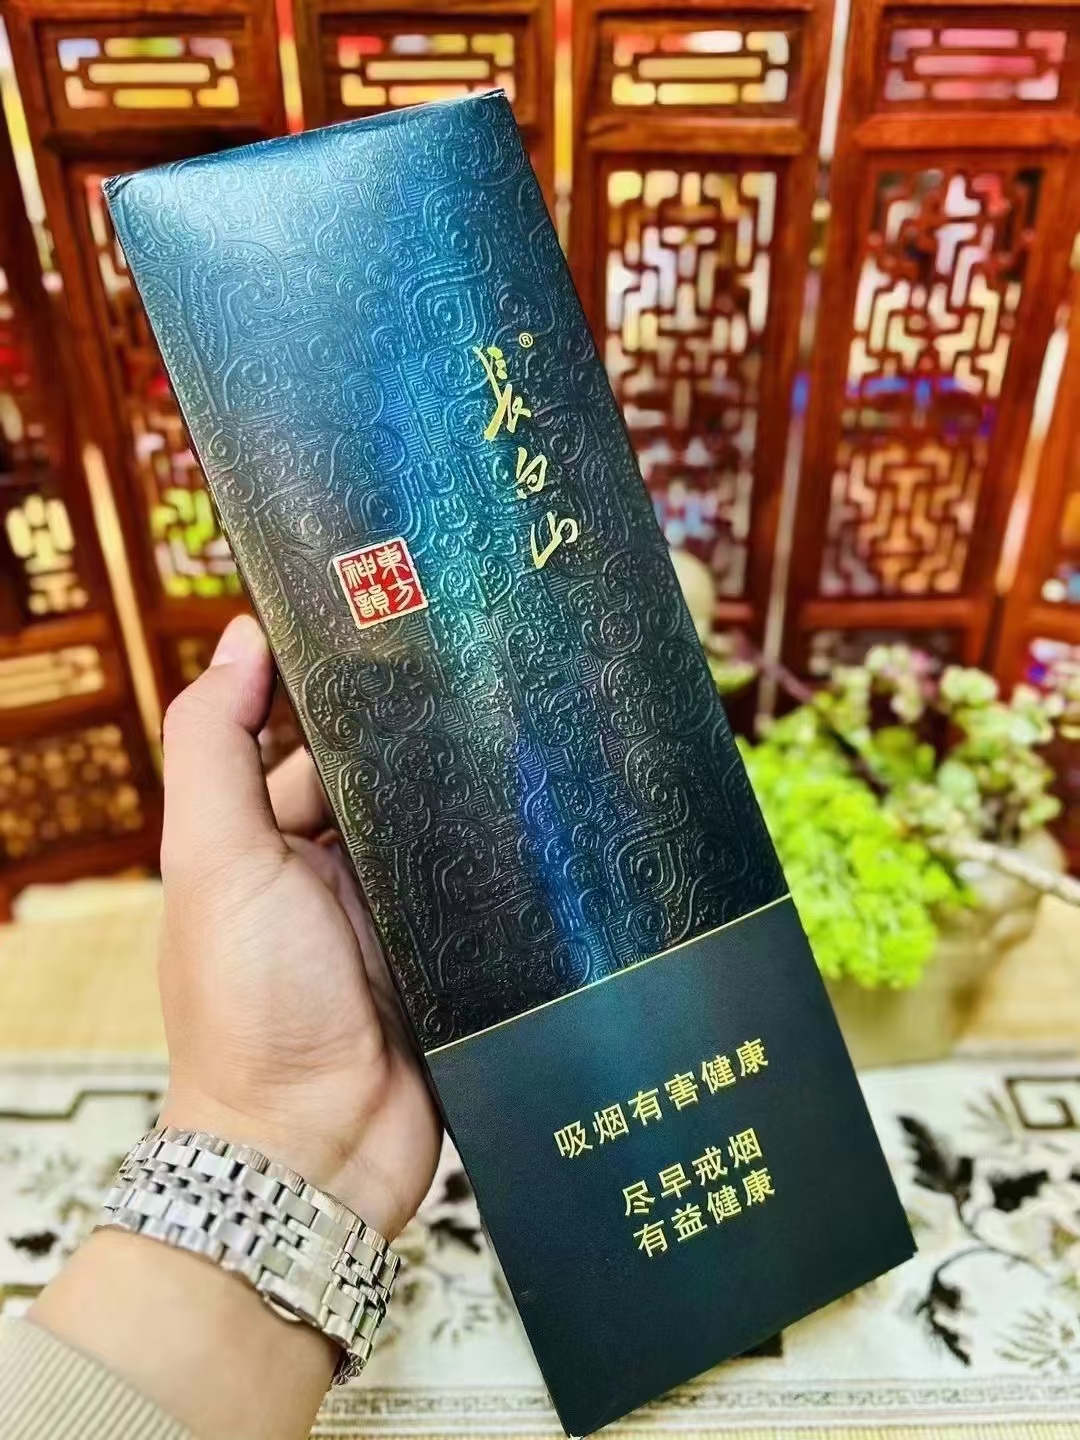 長白山®
東方
神韻
吸烟有害健康
尽早戒烟
有益健康